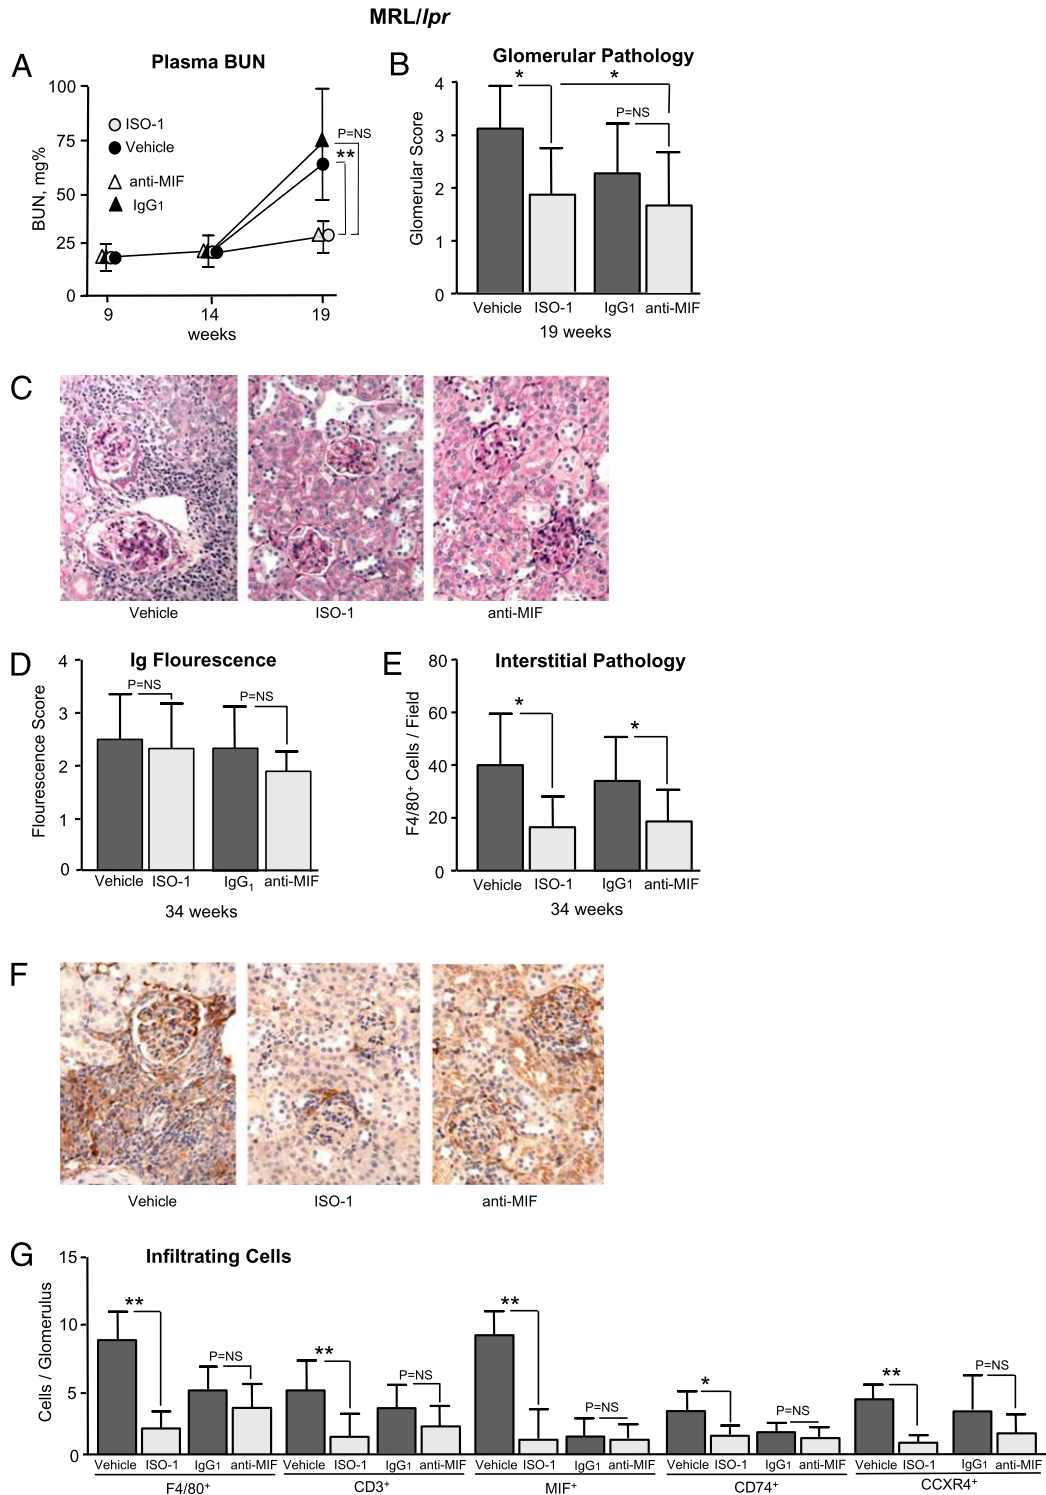 MRL/lpr
A
Plasma BUN
BUN, mg%
100
75
50
25
0
ISO-1
Vehicle
anti-MIF
IgG1
P=NS
**
9 14 19
weeks
B
Glomerular Pathology
Glomerular Score
4
3
2
1
0
* *
P=NS
Vehicle ISO-1 IgG1 anti-MIF
19 weeks
C
Vehicle ISO-1 anti-MIF
D
Ig Flourescence
Flourescence Score
4
3
2
1
0
P=NS P=NS
Vehicle ISO-1 IgG1 anti-MIF
34 weeks
E
Interstitial Pathology
F4/80+ Cells / Field
80
60
40
20
0
* *
Vehicle ISO-1 IgG1 anti-MIF
34 weeks
F
Vehicle ISO-1 anti-MIF
G
Infiltrating Cells
Cells / Glomerulus
15
10
5
0
** P=NS ** P=NS ** P=NS * P=NS ** P=NS
Vehicle ISO-1 IgG1 anti-MIF Vehicle ISO-1 IgG1 anti-MIF Vehicle ISO-1 IgG1 anti-MIF Vehicle ISO-1 IgG1 anti-MIF Vehicle ISO-1 IgG1 anti-MIF
F4/80+ CD3+ MIF+ CD74+ CCXR4+